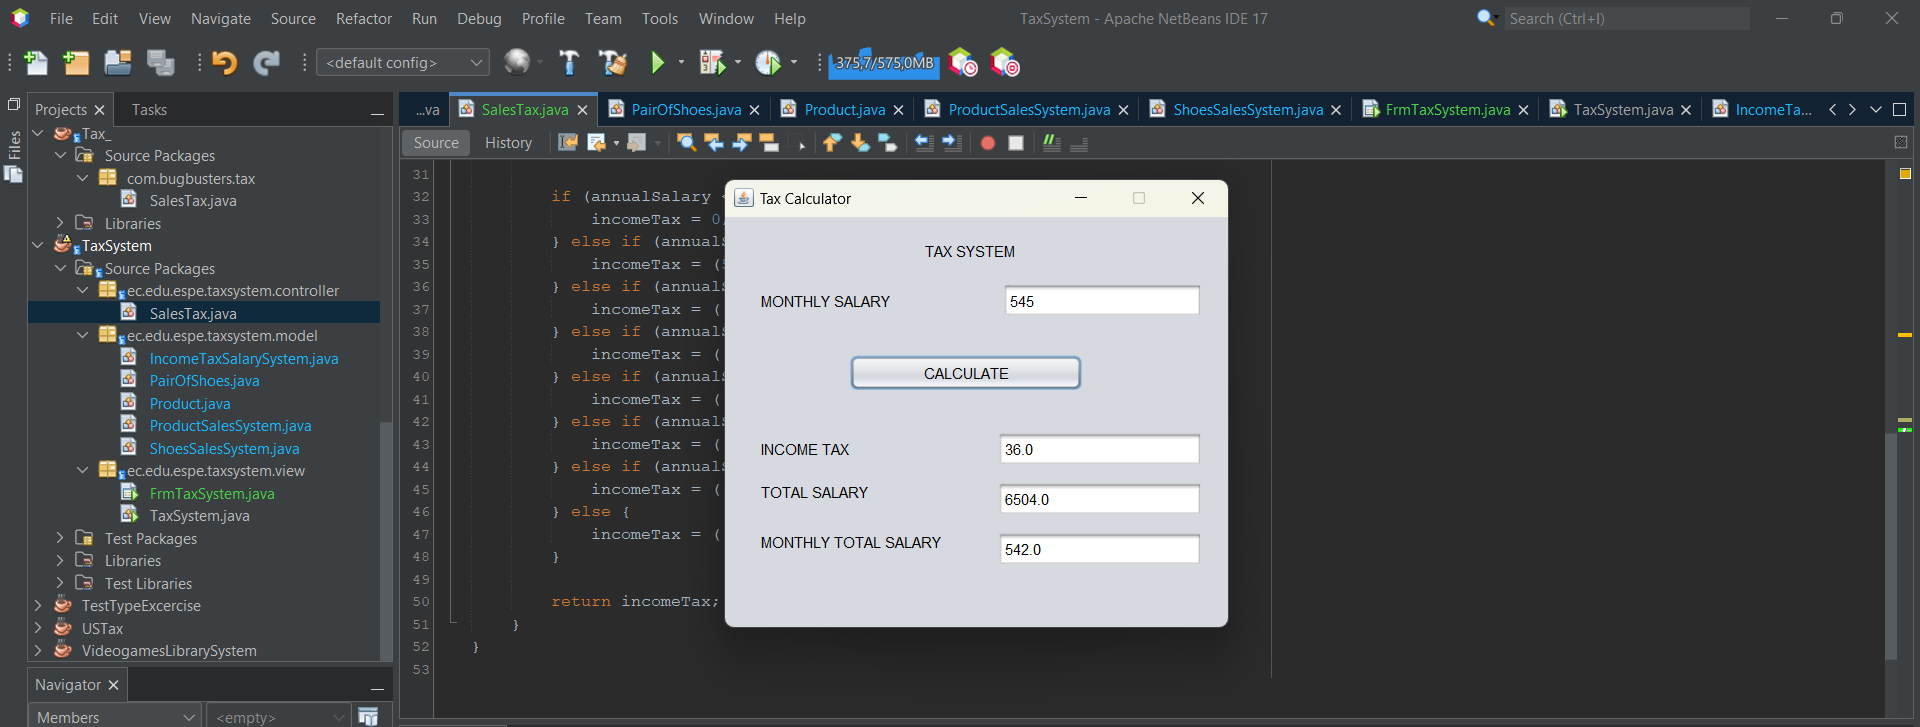 File Edit View Navigate Source Refactor Run Debug Profile Team Tools Window Help TaxSystem - Apache NetBeans IDE 17 Search (Ctrl+I)
<default config> 375,7/575,0MB
Projects Tasks
...va SalesTax.java PairOfShoes.java Product.java ProductSalesSystem.java ShoesSalesSystem.java FrmTaxSystem.java TaxSystem.java IncomeTa...
Files
Source History
Tax_
Source Packages
com.bugbusters.tax
SalesTax.java
Libraries
TaxSystem
Source Packages
ec.edu.espe.taxsystem.controller
SalesTax.java
ec.edu.espe.taxsystem.model
IncomeTaxSalarySystem.java
PairOfShoes.java
Product.java
ProductSalesSystem.java
ShoesSalesSystem.java
ec.edu.espe.taxsystem.view
FrmTaxSystem.java
TaxSystem.java
Test Packages
Libraries
Test Libraries
TestTypeExcercise
USTax
VideogamesLibrarySystem
Navigator
Members <empty>
31
32 if (annualSalary
33 incomeTax = 0
34 } else if (annual
35 incomeTax = (
36 } else if (annual
37 incomeTax = (
38 } else if (annual
39 incomeTax = (
40 } else if (annual
41 incomeTax = (
42 } else if (annual
43 incomeTax = (
44 } else if (annual
45 incomeTax = (
46 } else {
47 incomeTax = (
48 }
49
50 return incomeTax;
51 }
52 }
53
Tax Calculator
TAX SYSTEM
MONTHLY SALARY 545
CALCULATE
INCOME TAX 36.0
TOTAL SALARY 6504.0
MONTHLY TOTAL SALARY 542.0